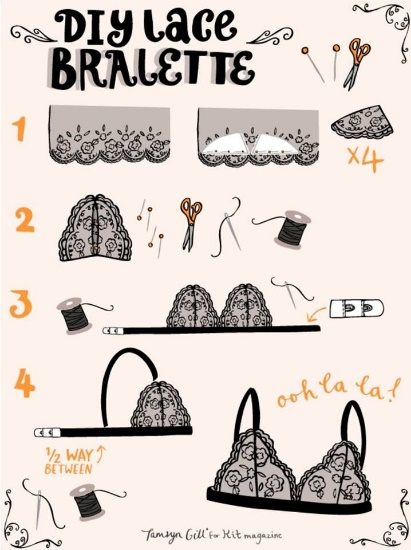 DIY LACE
BRALETTE
1
X4
2
3
4
ooh la la!
1/2 WAY
BETWEEN
Tamsyn Gill for Kit magazine